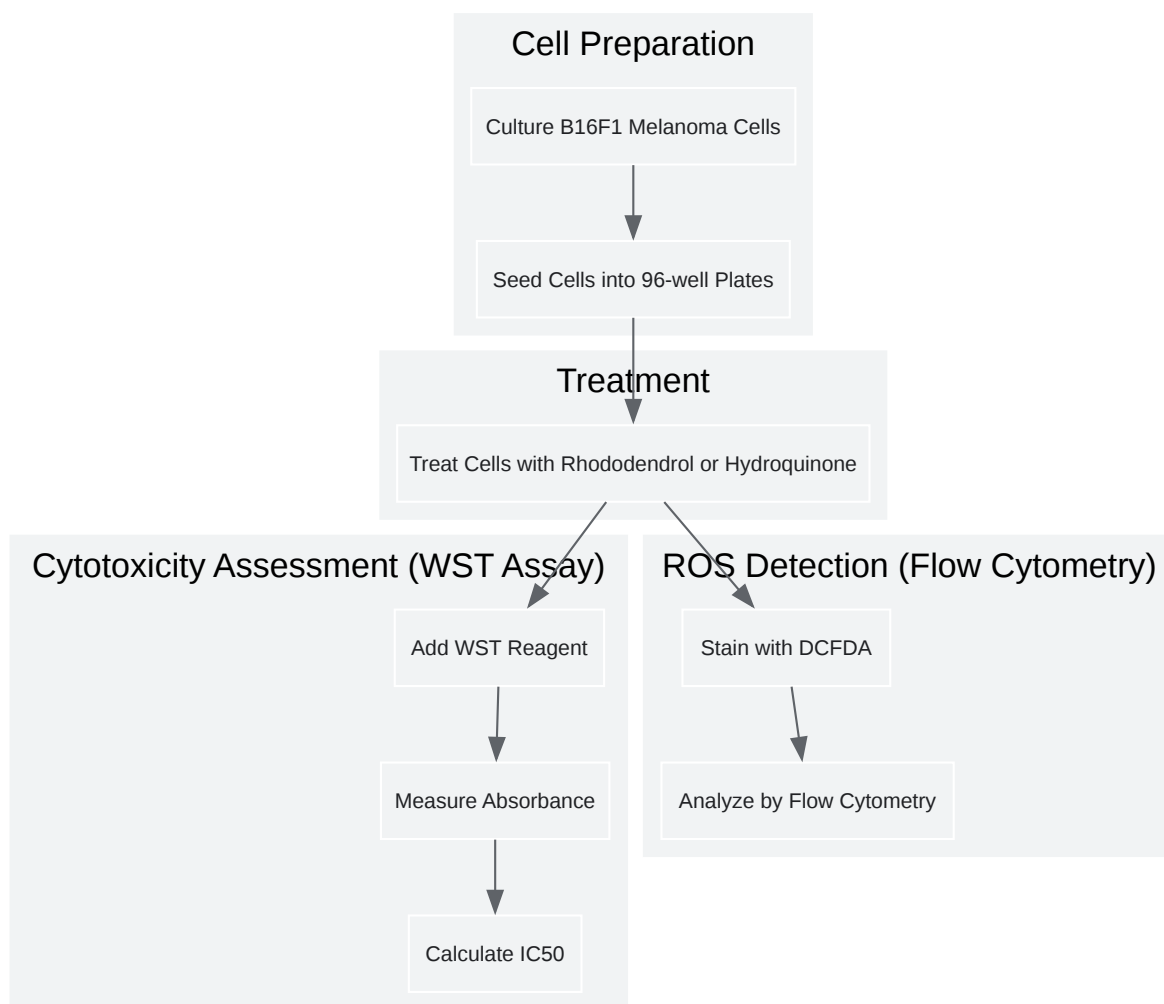 Cell Preparation
Culture B16F1 Melanoma Cells
Seed Cells into 96-well Plates
Treatment
Treat Cells with Rhododendrol or Hydroquinone
Cytotoxicity Assessment (WST Assay)
ROS Detection (Flow Cytometry)
Add WST Reagent
Stain with DCFDA
Measure Absorbance
Analyze by Flow Cytometry
Calculate IC50